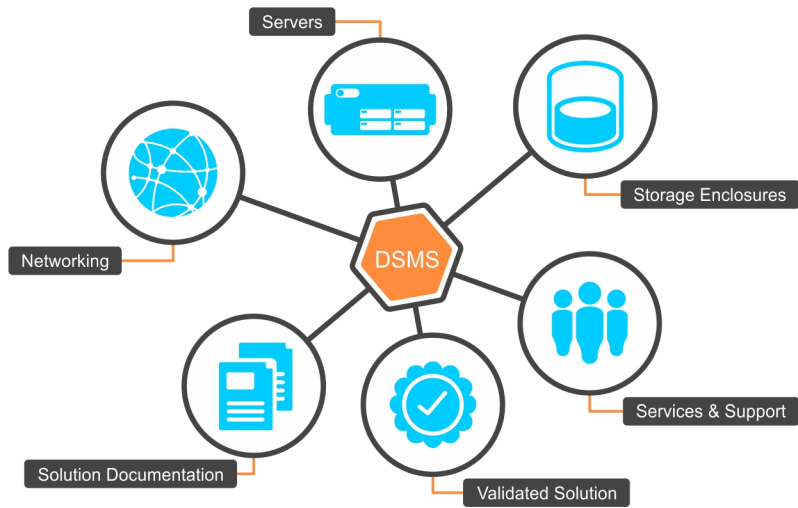 Servers
Storage Enclosures
Networking
DSMS
Services & Support
Solution Documentation
Validated Solution